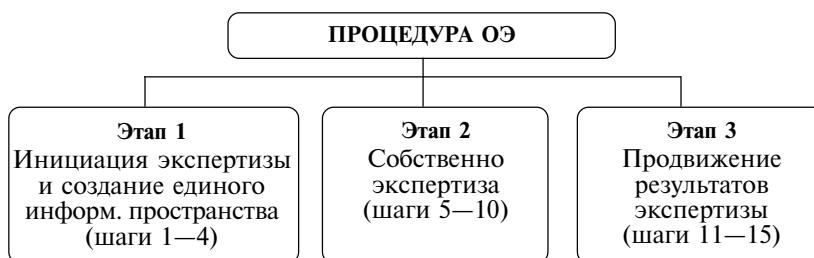 ПРОЦЕДУРА ОЭ
Этап 1
Инициация экспертизы
и создание единого
информ. пространства
(шаги 1—4)
Этап 2
Собственно
экспертиза
(шаги 5—10)
Этап 3
Продвижение
результатов
экспертизы
(шаги 11—15)